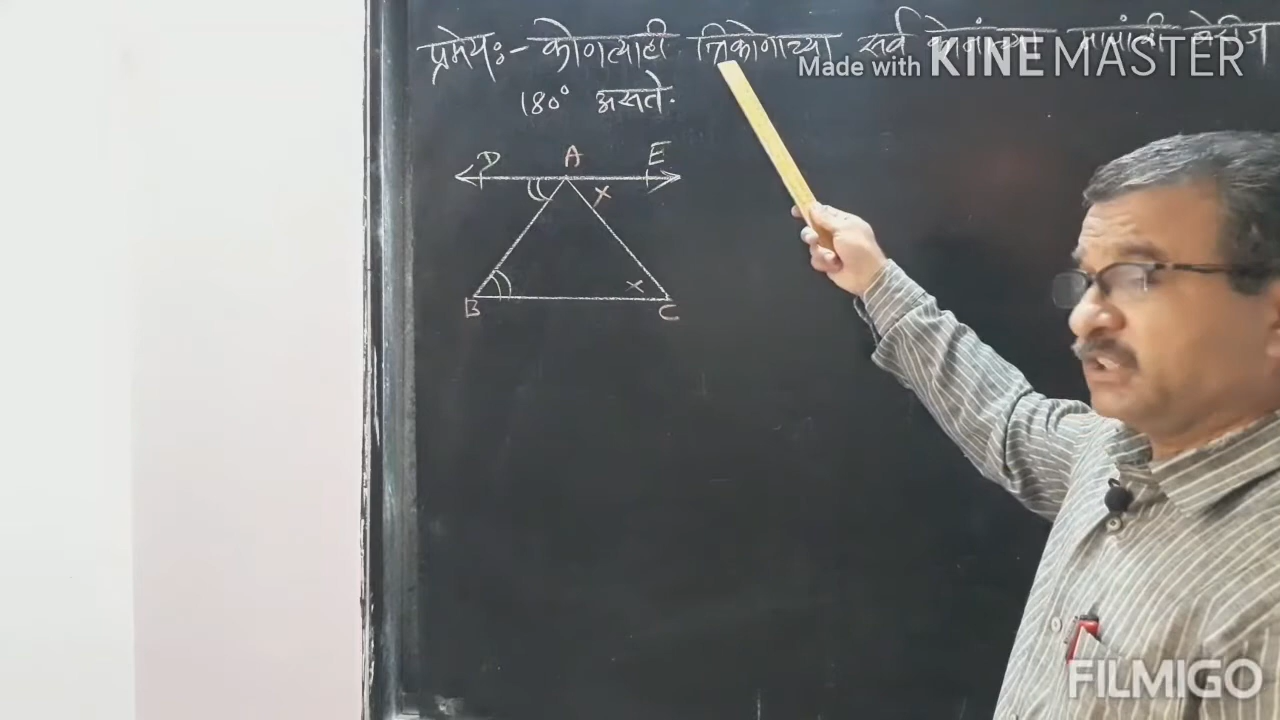 प्रमेय:- कोणत्याही त्रिकोणाच्या सर्व कोनांच्या मापांची बेरीज
180° असते.
Made with KINEMASTER
D A E
B C
FILMIGO